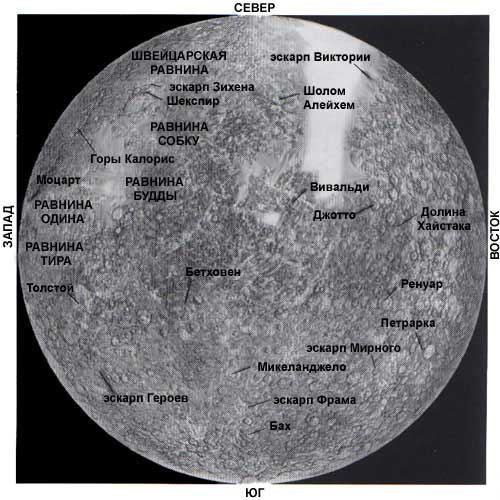 СЕВЕР
ШВЕЙЦАРСКАЯ
РАВНИНА
эскарп Виктории
эскарп Зихена
Шекспир
Шолом
Алейхем
РАВНИНА
СОБКУ
Горы Калорис
Моцарт
РАВНИНА
БУДДЫ
Вивальди
РАВНИНА
ОДИНА
Джотто
Долина
Хайстака
ЗАПАД
ВОСТОК
РАВНИНА
ТИРА
Бетховен
Толстой
Ренуар
Петрарка
эскарп Мирного
Микеланджело
эскарп Героев
эскарп Фрама
Бах
ЮГ